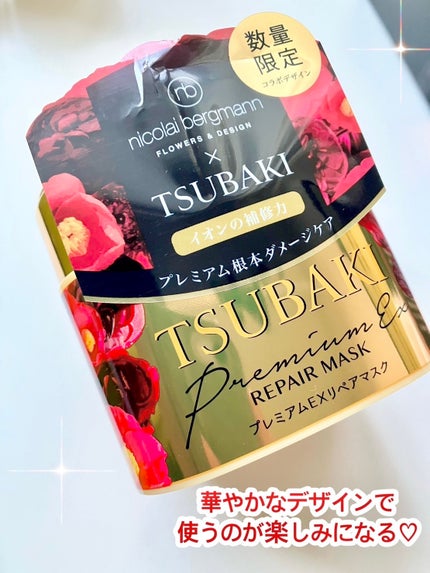 数量
限定
コラボデザイン
nb
nicolai bergmann
FLOWERS & DESIGN
×
TSUBAKI
イオンの補修力
プレミアム根本ダメージケア
TSUBAKI
Premium Ex
REPAIR MASK
プレミアムEXリペアマスク
華やかなデザインで
使うのが楽しみになる♡